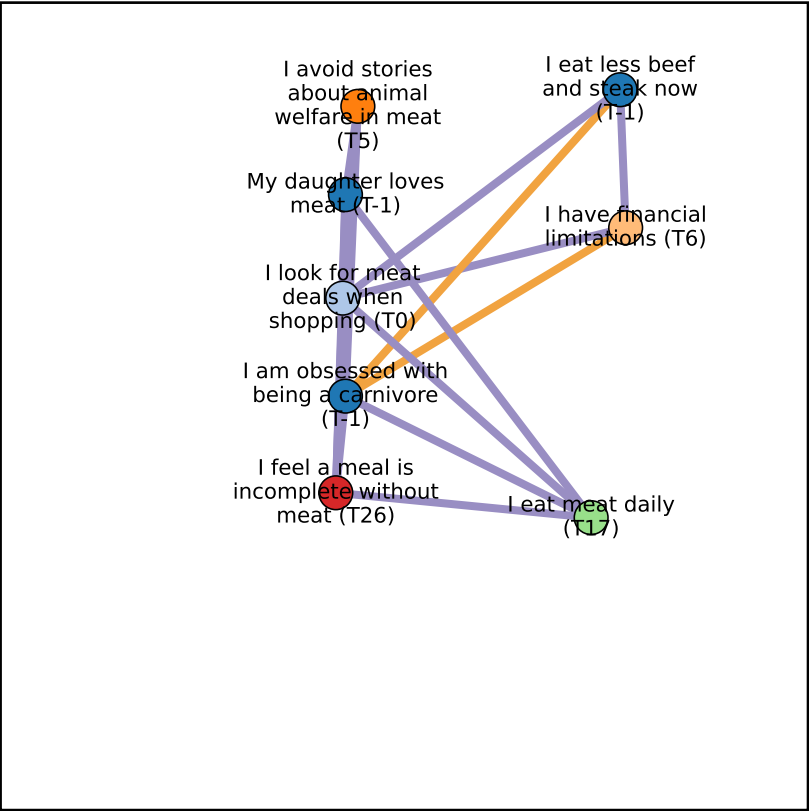 I avoid stories
about animal
welfare in meat
(T5)
I eat less beef
and steak now
(T-1)
My daughter loves
meat (T-1)
I have financial
limitations (T6)
I look for meat
deals when
shopping (T0)
I am obsessed with
being a carnivore
(T-1)
I feel a meal is
incomplete without
meat (T26)
I eat meat daily
(T17)